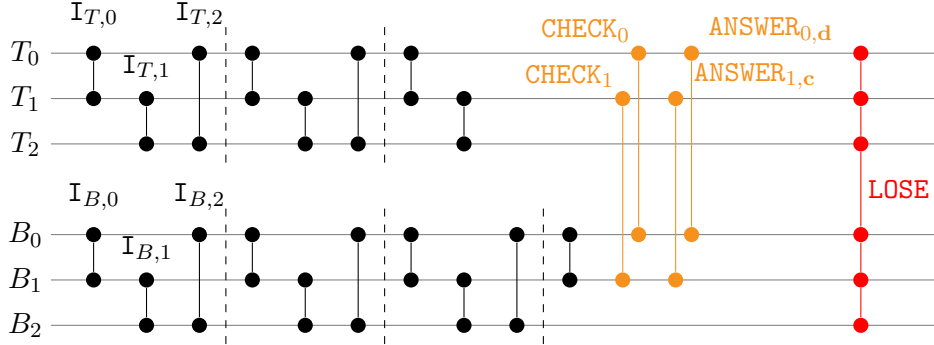 I_{T,0} I_{T,2} CHECK_0 ANSWER_{0,d}
T_0
I_{T,1} CHECK_1 ANSWER_{1,c}
T_1
T_2
I_{B,0} I_{B,2} LOSE
B_0
I_{B,1}
B_1
B_2